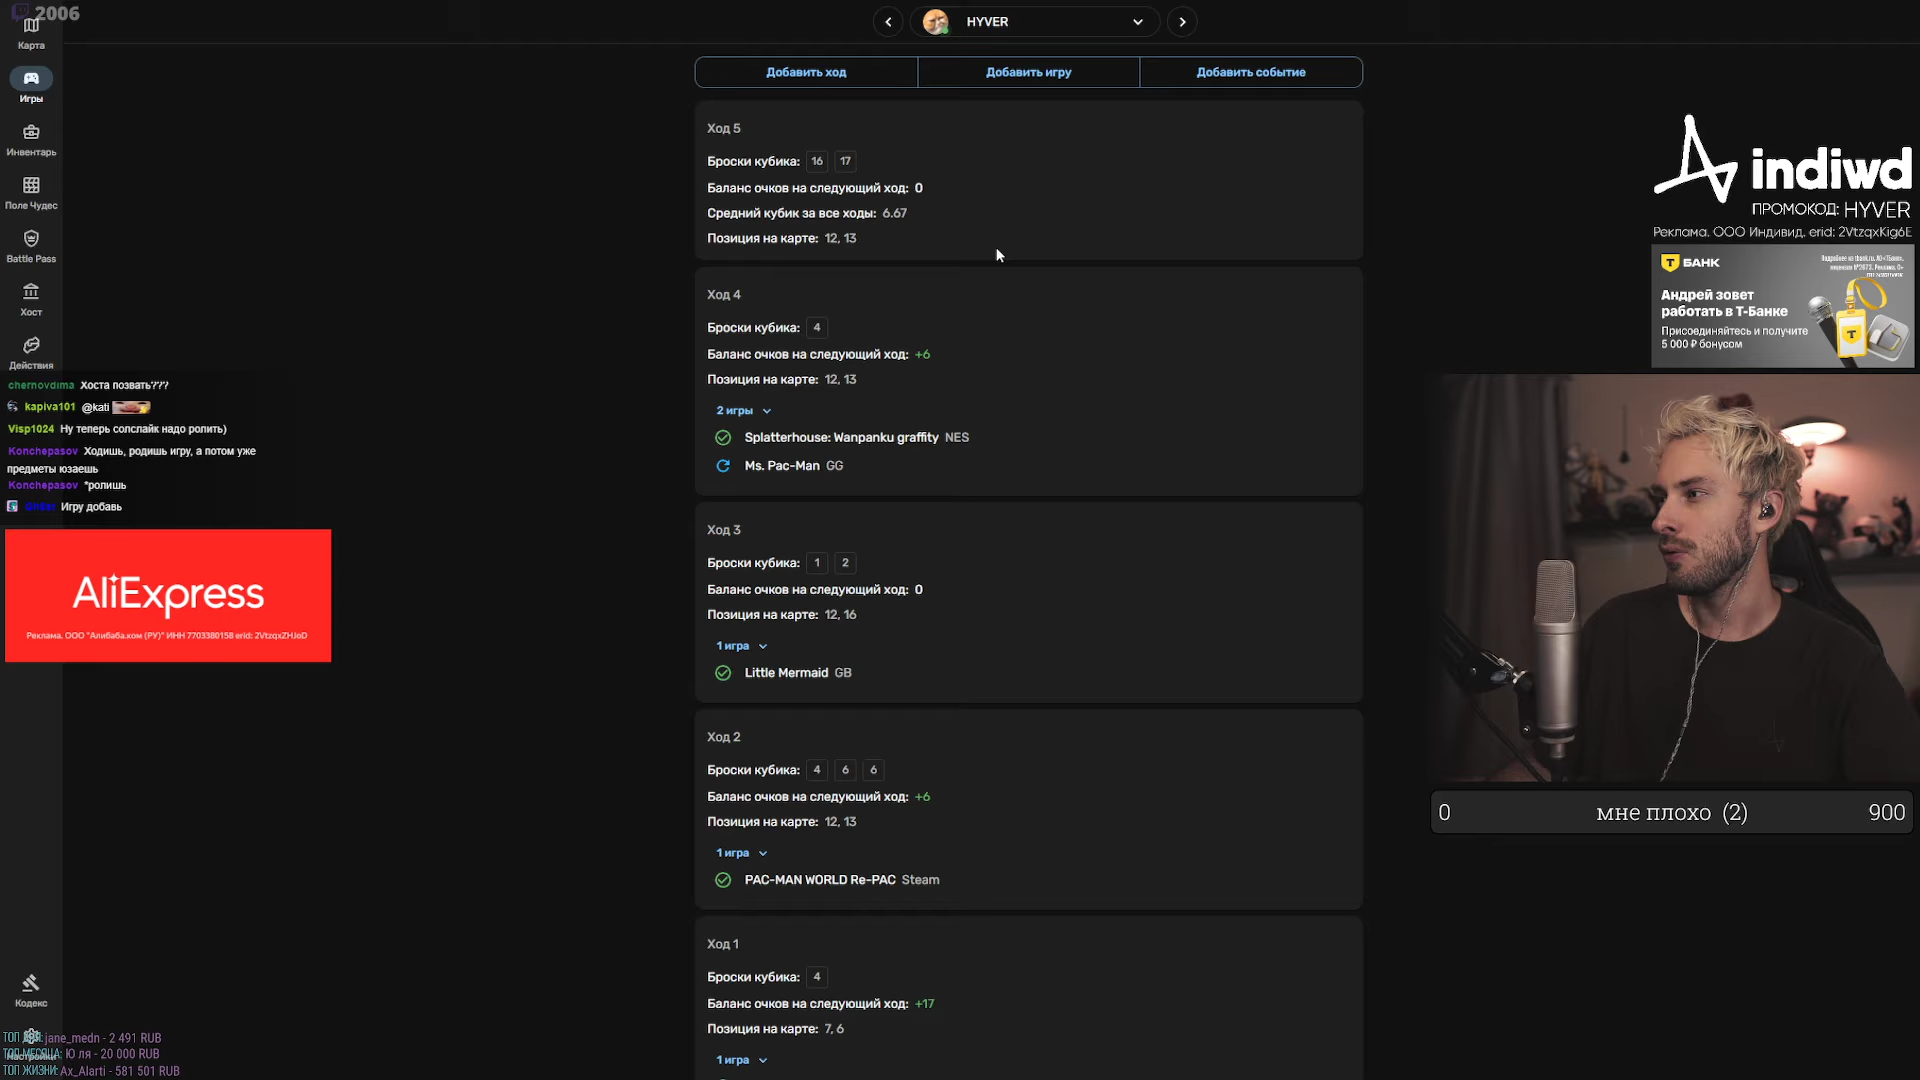 2006
Карта
Игры
Инвентарь
Поле Чудес
Battle Pass
Хост
Действия
HYVER
Добавить ход
Добавить игру
Добавить событие
Ход 5
Броски кубика: 16 17
Баланс очков на следующий ход: 0
Средний кубик за все ходы: 6.67
Позиция на карте: 12, 13
Ход 4
Броски кубика: 4
Баланс очков на следующий ход: +6
Позиция на карте: 12, 13
2 игры
Splatterhouse: Wanpanku graffity NES
Ms. Pac-Man GG
Ход 3
Броски кубика: 1 2
Баланс очков на следующий ход: 0
Позиция на карте: 12, 16
1 игра
Little Mermaid GB
Ход 2
Броски кубика: 4 6 6
Баланс очков на следующий ход: +6
Позиция на карте: 12, 13
1 игра
PAC-MAN WORLD Re-PAC Steam
Ход 1
Броски кубика: 4
Баланс очков на следующий ход: +17
Позиция на карте: 7, 6
1 игра
chernovdima Хоста позвать???
kapiva101 @kati
Visp1024 Ну теперь солслайк надо ролить)
Konchepasov Ходишь, родишь игру, а потом уже
предметы юзаешь
Konchepasov *ролишь
Игру добавь
AliExpress
Реклама. ООО "Алибаба.ком (РУ)" ИНН 7703380158 erid: 2VtzqxZHJoD
Кодекс
Настройки
ТОП ДНЯ: jane_medn - 2 491 RUB
ТОП МЕСЯЦА: Ю ля - 20 000 RUB
ТОП ЖИЗНИ: Ax_Alarti - 581 501 RUB
indiwd
ПРОМОКОД: HYVER
Реклама. ООО Индивид. erid: 2VtzqxKig6E
Т БАНК
Андрей зовет
работать в Т-Банке
Присоединяйтесь и получите
5 000 ₽ бонусом
0 мне плохо (2) 900